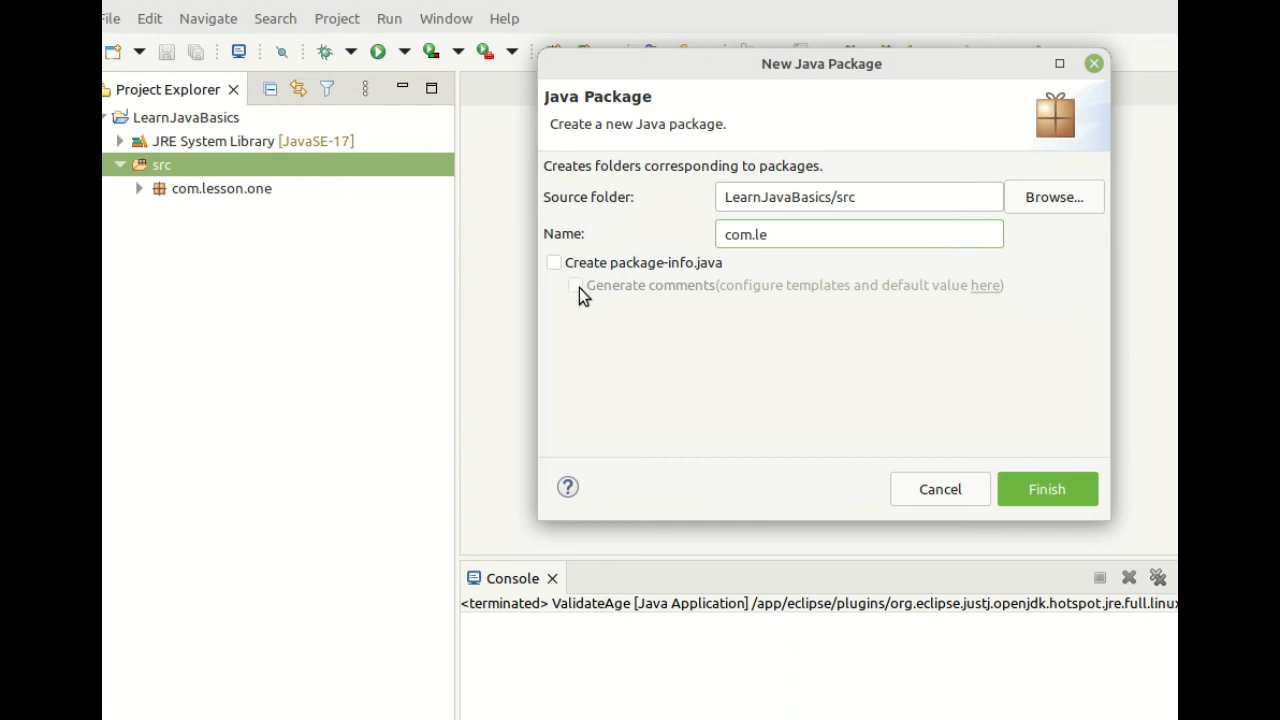 File Edit Navigate Search Project Run Window Help
Project Explorer
LearnJavaBasics
JRE System Library [JavaSE-17]
src
com.lesson.one
New Java Package
Java Package
Create a new Java package.
Creates folders corresponding to packages.
Source folder: LearnJavaBasics/src Browse...
Name: com.le
Create package-info.java
Generate comments(configure templates and default value here)
? Cancel Finish
Console
<terminated> ValidateAge [Java Application] /app/eclipse/plugins/org.eclipse.justj.openjdk.hotspot.jre.full.linux